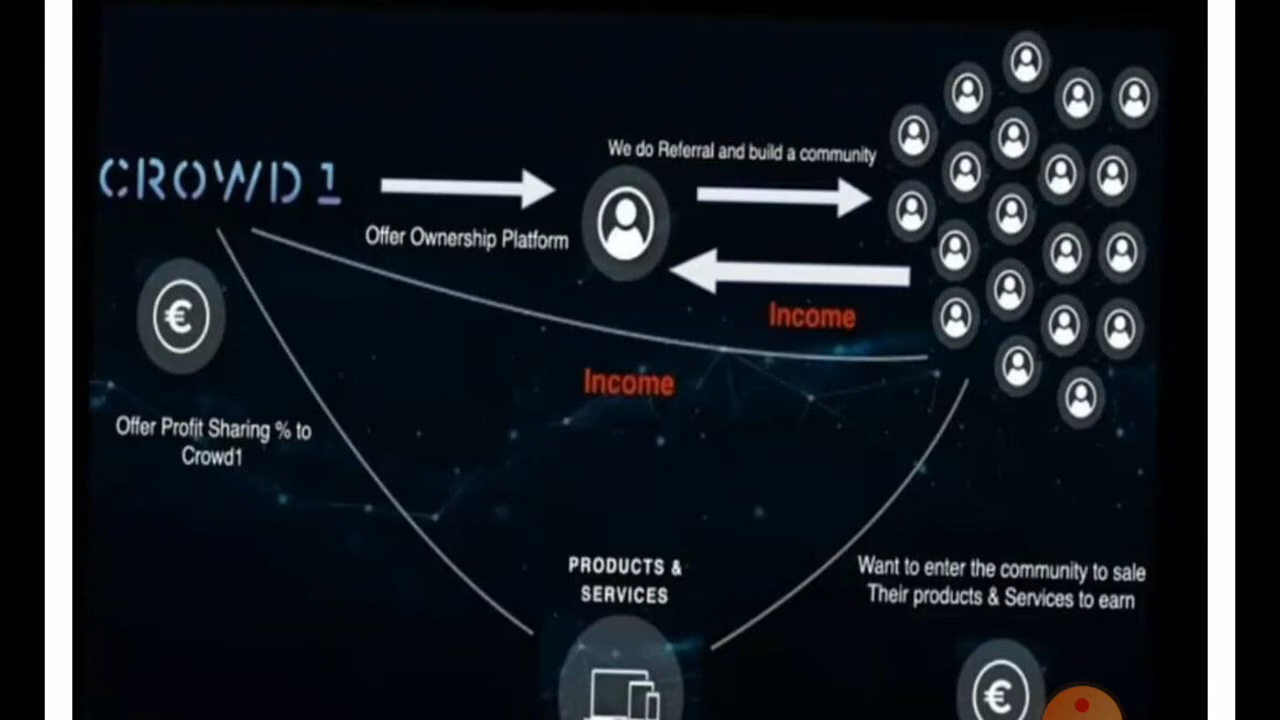 CROWD1
We do Referral and build a community
Offer Ownership Platform
€
Income
Income
Offer Profit Sharing % to
Crowd1
PRODUCTS &
SERVICES
Want to enter the community to sale
Their products & Services to earn
€